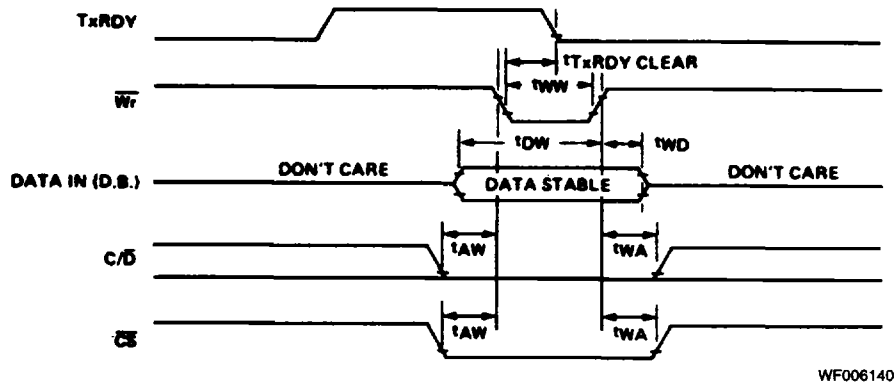 TxRDY
tTxRDY CLEAR
tWW
Wr
tDW
tWD
DATA IN (D.B.)
DON'T CARE
DATA STABLE
DON'T CARE
tAW
tWA
C/D
tAW
tWA
CS
WF006140